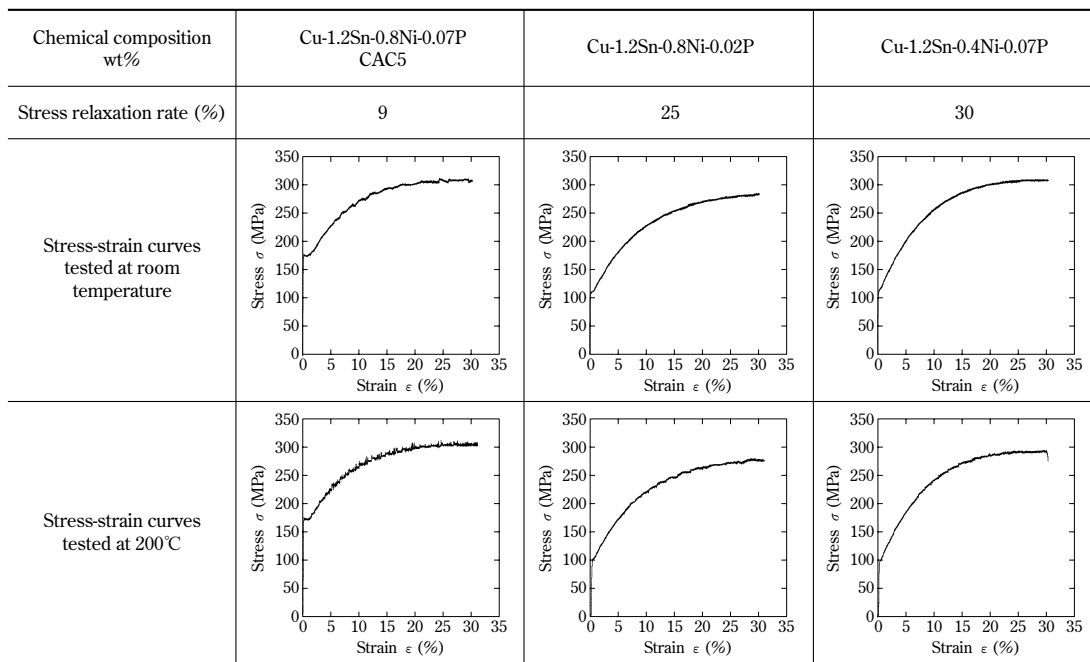 Chemical composition
wt%
Cu-1.2Sn-0.8Ni-0.07P
CAC5
Cu-1.2Sn-0.8Ni-0.02P
Cu-1.2Sn-0.4Ni-0.07P
Stress relaxation rate (%)
9
25
30
Stress-strain curves
tested at room
temperature
350
300
250
200
150
100
50
0
Stress σ (MPa)
0 5 10 15 20 25 30 35
Strain ε (%)
350
300
250
200
150
100
50
0
Stress σ (MPa)
0 5 10 15 20 25 30 35
Strain ε (%)
350
300
250
200
150
100
50
0
Stress σ (MPa)
0 5 10 15 20 25 30 35
Strain ε (%)
Stress-strain curves
tested at 200℃
350
300
250
200
150
100
50
0
Stress σ (MPa)
0 5 10 15 20 25 30 35
Strain ε (%)
350
300
250
200
150
100
50
0
Stress σ (MPa)
0 5 10 15 20 25 30 35
Strain ε (%)
350
300
250
200
150
100
50
0
Stress σ (MPa)
0 5 10 15 20 25 30 35
Strain ε (%)